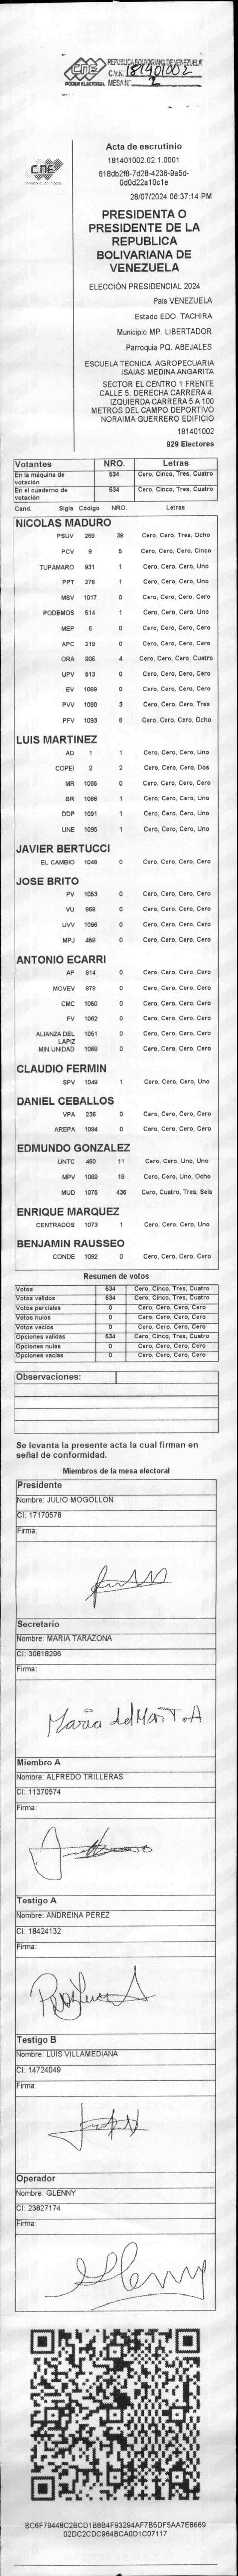 REPUBLICA BOLIVARIANA DE VENEZUELA
CNE
PODER ELECTORAL
C.V.N. 181401002
MESA N° 2
CNE
Acta de escrutinio
181401002.02.1.0001
618db2f8-7d28-4236-9a5d-
0d0d22a10c1e
28/07/2024 06:37:14 PM
PRESIDENTA O
PRESIDENTE DE LA
REPUBLICA
BOLIVARIANA DE
VENEZUELA
ELECCIÓN PRESIDENCIAL 2024
País VENEZUELA
Estado EDO. TACHIRA
Municipio MP. LIBERTADOR
Parroquia PQ. ABEJALES
ESCUELA TECNICA AGROPECUARIA
ISAIAS MEDINA ANGARITA
SECTOR EL CENTRO 1 FRENTE
CALLE 5. DERECHA CARRERA 4.
IZQUIERDA CARRERA 5 A 100
METROS DEL CAMPO DEPORTIVO
NORAIMA GUERRERO EDIFICIO
181401002
929 Electores
Votantes NRO. Letras
En la máquina de votación 534 Cero, Cinco, Tres, Cuatro
En el cuaderno de votación 534 Cero, Cinco, Tres, Cuatro
Cand. Sigla Código NRO. Letras
NICOLAS MADURO
PSUV 269 38 Cero, Cero, Tres, Ocho
PCV 9 5 Cero, Cero, Cero, Cinco
TUPAMARO 931 1 Cero, Cero, Cero, Uno
PPT 276 1 Cero, Cero, Cero, Uno
MSV 1017 0 Cero, Cero, Cero, Cero
PODEMOS 514 1 Cero, Cero, Cero, Uno
MEP 6 0 Cero, Cero, Cero, Cero
APC 219 0 Cero, Cero, Cero, Cero
ORA 906 4 Cero, Cero, Cero, Cuatro
UPV 513 0 Cero, Cero, Cero, Cero
EV 1089 0 Cero, Cero, Cero, Cero
PVV 1090 3 Cero, Cero, Cero, Tres
PFV 1093 8 Cero, Cero, Cero, Ocho
LUIS MARTINEZ
AD 1 1 Cero, Cero, Cero, Uno
COPEI 2 2 Cero, Cero, Cero, Dos
MR 1065 0 Cero, Cero, Cero, Cero
BR 1066 1 Cero, Cero, Cero, Uno
DDP 1091 1 Cero, Cero, Cero, Uno
UNE 1095 1 Cero, Cero, Cero, Uno
JAVIER BERTUCCI
EL CAMBIO 1048 0 Cero, Cero, Cero, Cero
JOSE BRITO
PV 1053 0 Cero, Cero, Cero, Cero
VU 868 0 Cero, Cero, Cero, Cero
UVV 1096 0 Cero, Cero, Cero, Cero
MPJ 458 0 Cero, Cero, Cero, Cero
ANTONIO ECARRI
AP 814 0 Cero, Cero, Cero, Cero
MOVEV 979 0 Cero, Cero, Cero, Cero
CMC 1050 0 Cero, Cero, Cero, Cero
FV 1062 0 Cero, Cero, Cero, Cero
ALIANZA DEL LAPIZ 1051 0 Cero, Cero, Cero, Cero
MIN UNIDAD 1068 0 Cero, Cero, Cero, Cero
CLAUDIO FERMIN
SPV 1049 1 Cero, Cero, Cero, Uno
DANIEL CEBALLOS
VPA 236 0 Cero, Cero, Cero, Cero
AREPA 1094 0 Cero, Cero, Cero, Cero
EDMUNDO GONZALEZ
UNTC 460 11 Cero, Cero, Uno, Uno
MPV 1069 18 Cero, Cero, Uno, Ocho
MUD 1075 436 Cero, Cuatro, Tres, Seis
ENRIQUE MARQUEZ
CENTRADOS 1073 1 Cero, Cero, Cero, Uno
BENJAMIN RAUSSEO
CONDE 1092 0 Cero, Cero, Cero, Cero
Resumen de votos
Votos 534 Cero, Cinco, Tres, Cuatro
Votos validos 534 Cero, Cinco, Tres, Cuatro
Votos parciales 0 Cero, Cero, Cero, Cero
Votos nulos 0 Cero, Cero, Cero, Cero
Votos vacios 0 Cero, Cero, Cero, Cero
Opciones validas 534 Cero, Cinco, Tres, Cuatro
Opciones nulas 0 Cero, Cero, Cero, Cero
Opciones vacias 0 Cero, Cero, Cero, Cero
Observaciones:
Se levanta la presente acta la cual firman en
señal de conformidad.
Miembros de la mesa electoral
Presidente
Nombre: JULIO MOGOLLON
CI: 17170578
Firma:
Secretario
Nombre: MARIA TARAZONA
CI: 30818296
Firma:
Miembro A
Nombre: ALFREDO TRILLERAS
CI: 11370574
Firma:
Testigo A
Nombre: ANDREINA PEREZ
CI: 18424132
Firma:
Testigo B
Nombre: LUIS VILLAMEDIANA
CI: 14724049
Firma:
Operador
Nombre: GLENNY
CI: 23827174
Firma:
Glenny
BC6F79448C2BCD1B8B4F93294AF7B5DF5AA7E8669
02DC2CDC964BCA0D1C07117